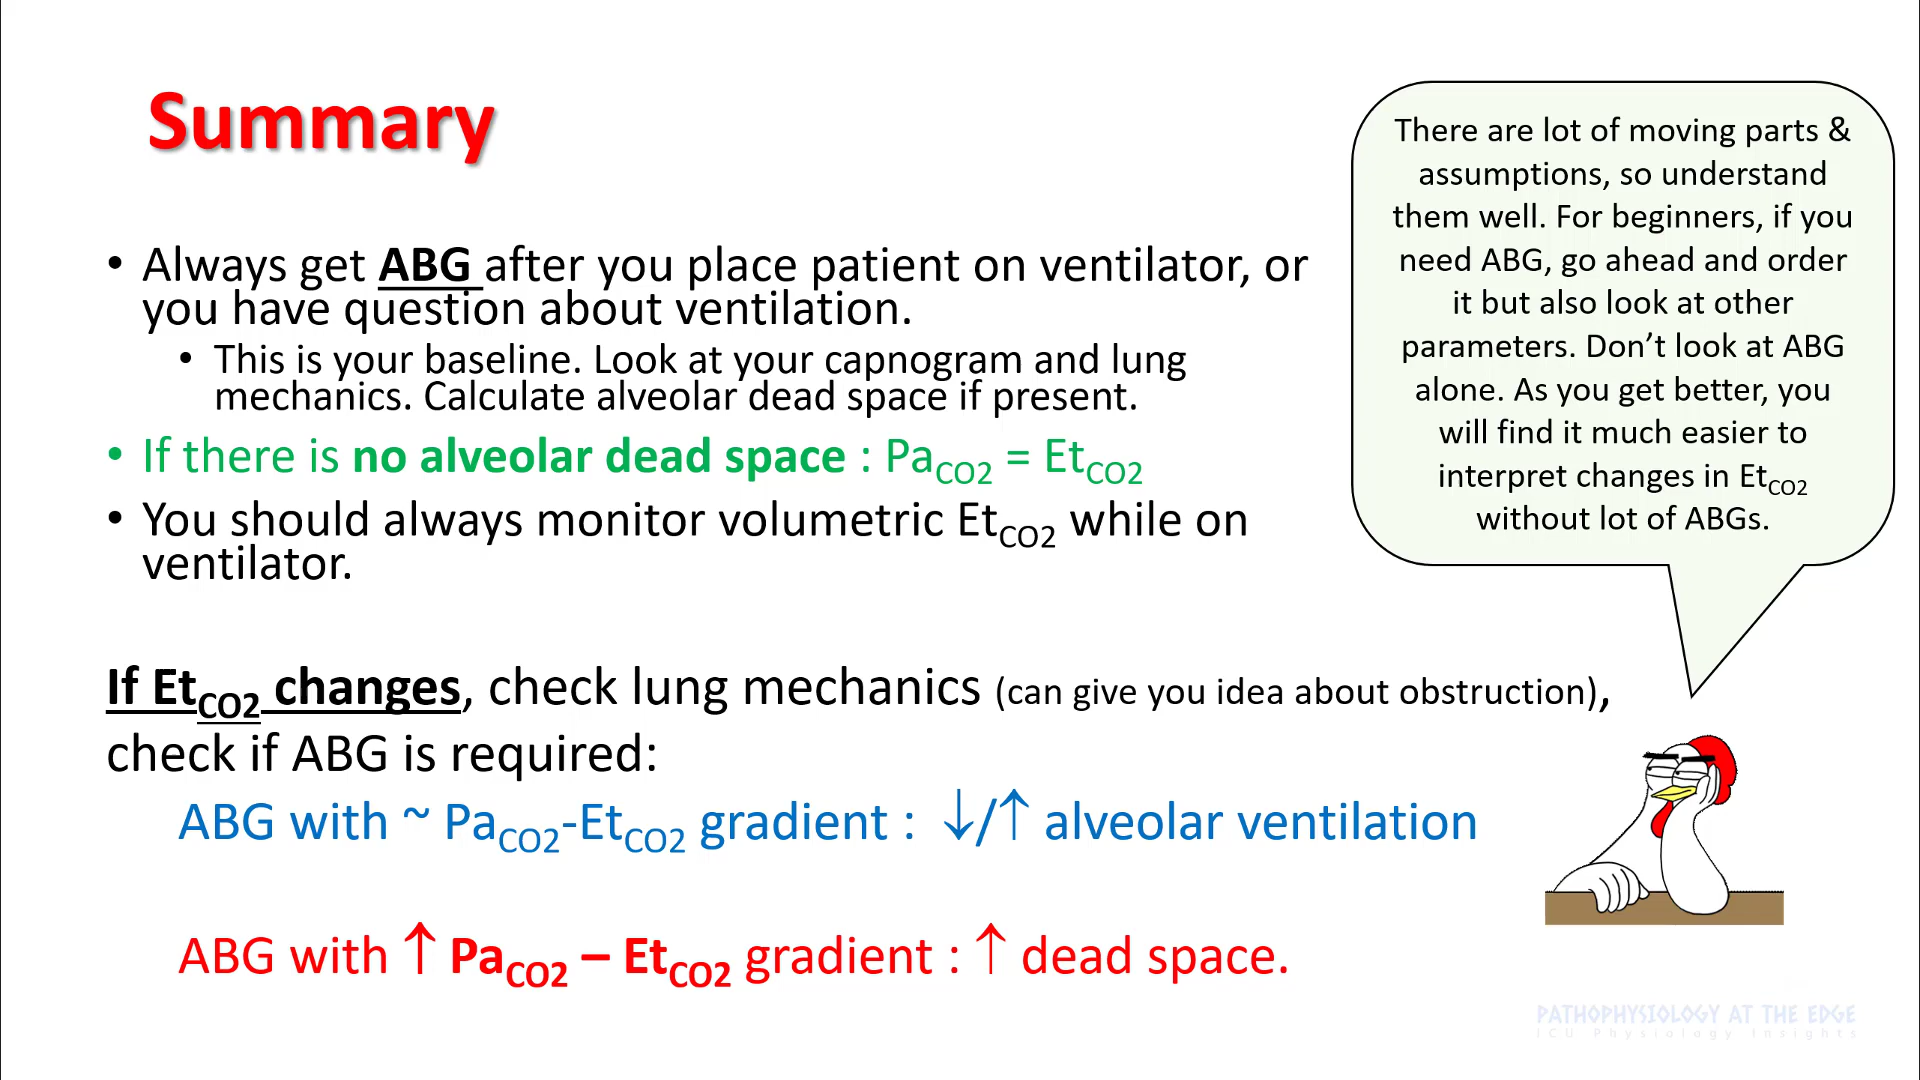 Summary
• Always get ABG after you place patient on ventilator, or
you have question about ventilation.
• This is your baseline. Look at your capnogram and lung
mechanics. Calculate alveolar dead space if present.
• If there is no alveolar dead space : PaCO2 = EtCO2
• You should always monitor volumetric EtCO2 while on
ventilator.
If EtCO2 changes, check lung mechanics (can give you idea about obstruction),
check if ABG is required:
ABG with ~ PaCO2-EtCO2 gradient : ↓/↑ alveolar ventilation
ABG with ↑ PaCO2 – EtCO2 gradient : ↑ dead space.
There are lot of moving parts &
assumptions, so understand
them well. For beginners, if you
need ABG, go ahead and order
it but also look at other
parameters. Don’t look at ABG
alone. As you get better, you
will find it much easier to
interpret changes in EtCO2
without lot of ABGs.
PATHOPHYSIOLOGY AT THE EDGE
ICU Physiology Insights